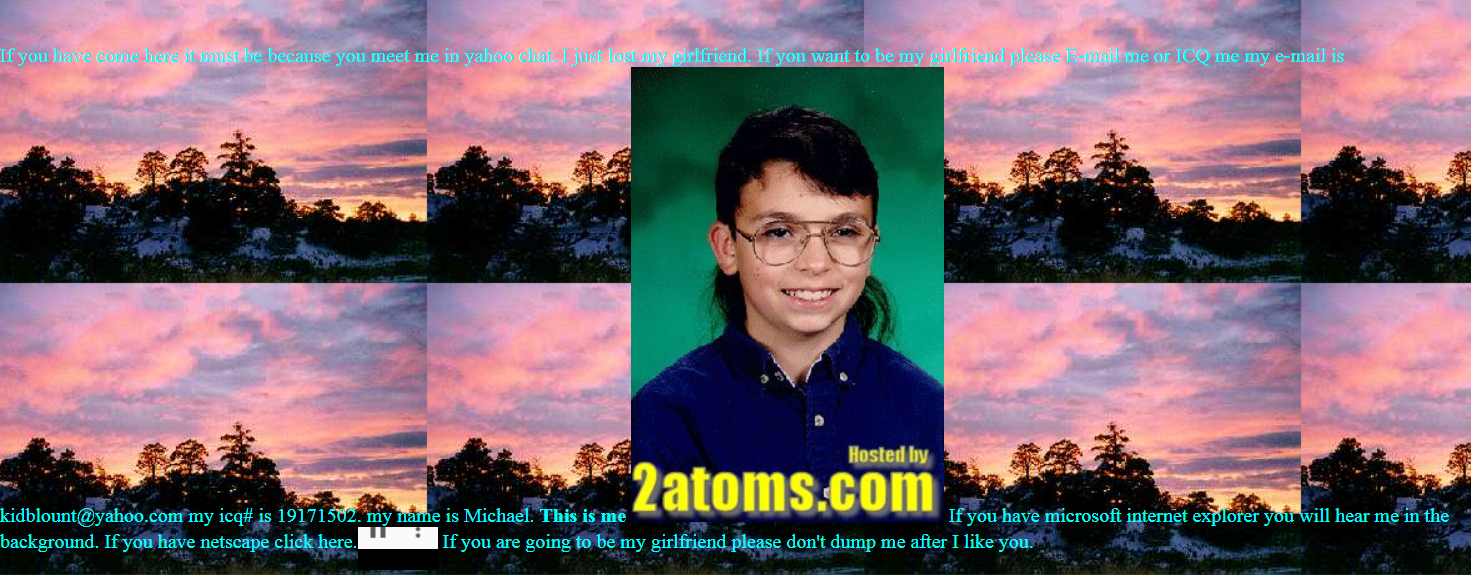 If you have come here it must be because you meet me in yahoo chat. I just lost my girlfriend. If you want to be my girlfriend please E-mail me or ICQ me my e-mail is
Hosted by
2atoms.com
kidblount@yahoo.com my icq# is 19171502. my name is Michael. This is me If you have microsoft internet explorer you will hear me in the
background. If you have netscape click here. If you are going to be my girlfriend please don't dump me after I like you.